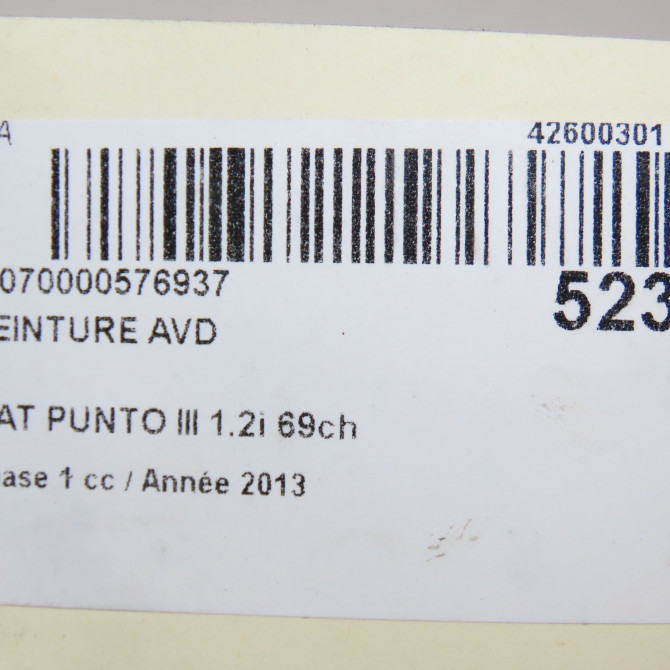 A 42600301
070000576937
523
EINTURE AVD
AT PUNTO III 1.2i 69ch
ase 1 cc / Année 2013